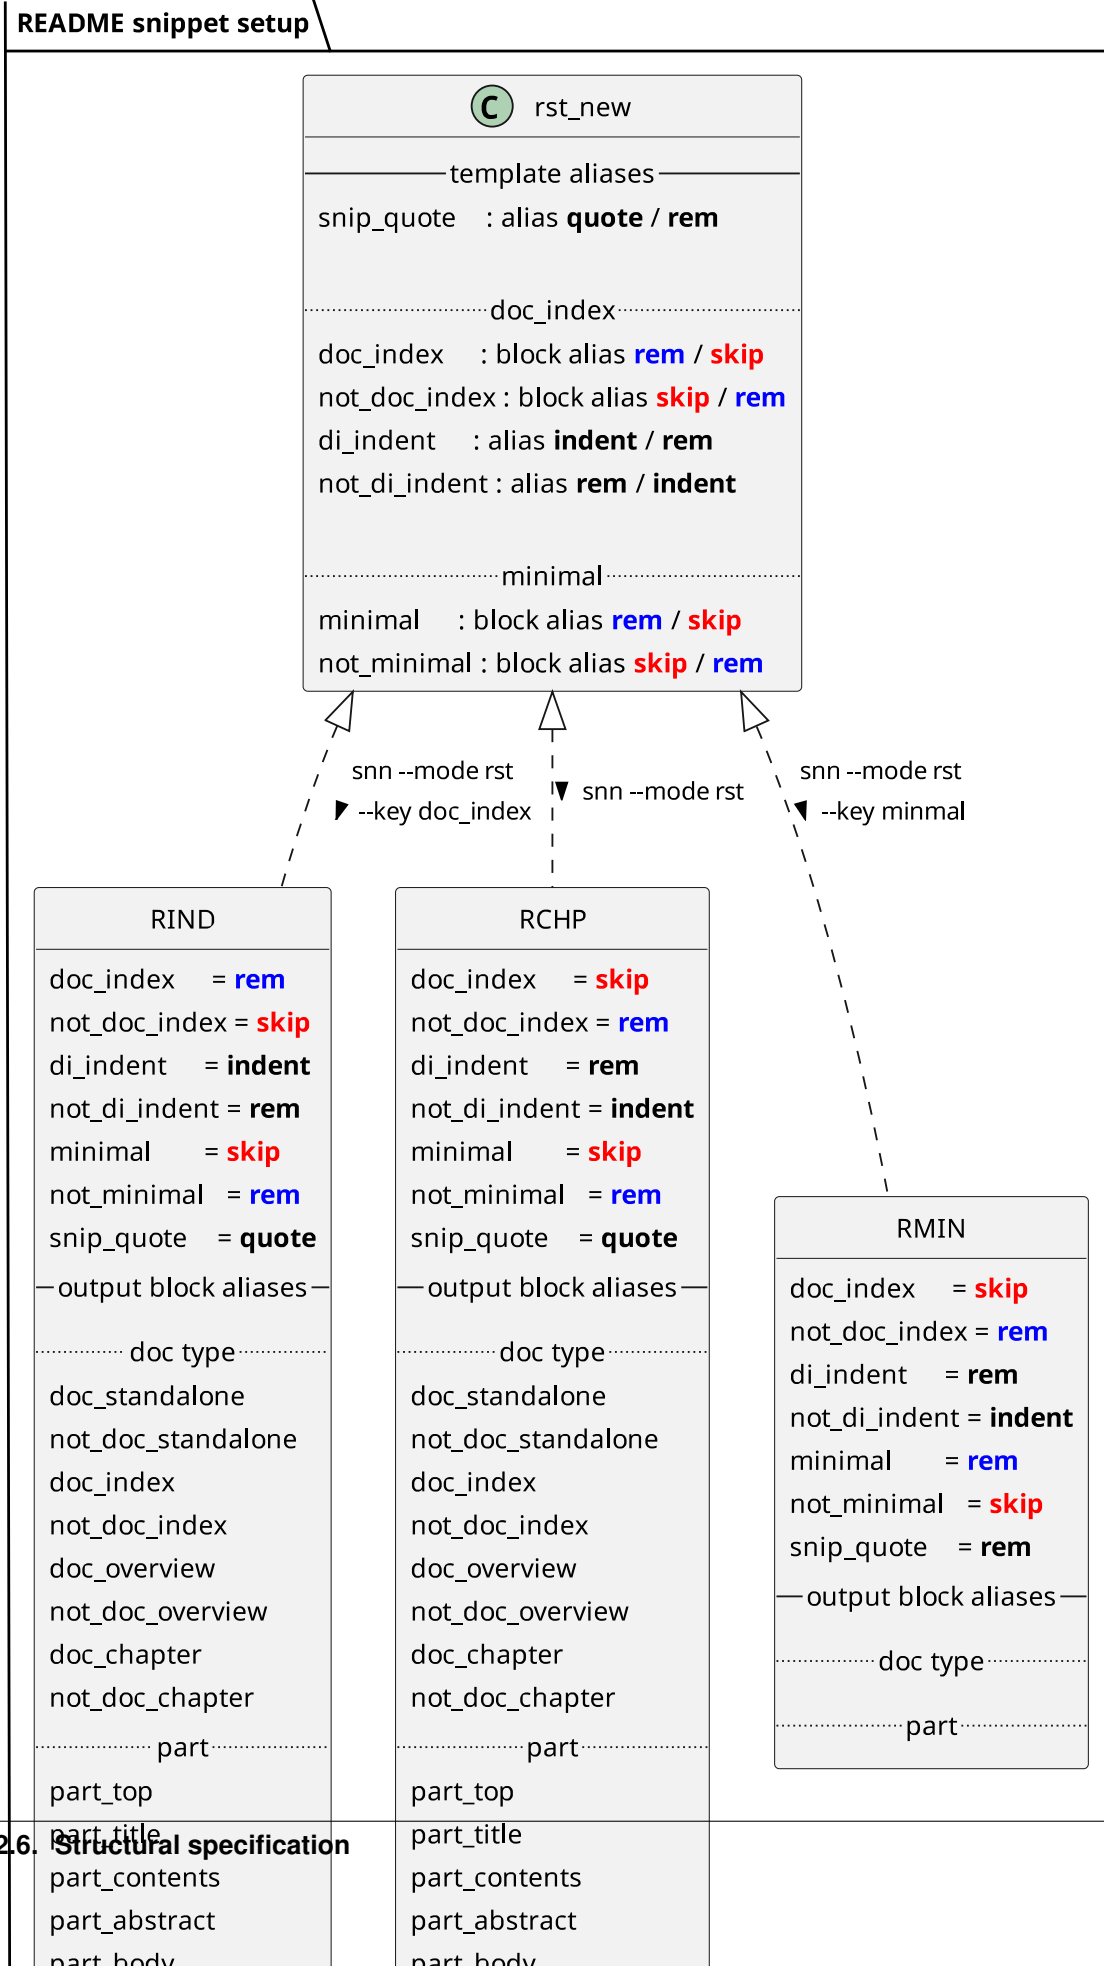 README snippet setup
C rst_new
template aliases
snip_quote : alias quote / rem
doc_index
doc_index : block alias rem / skip
not_doc_index : block alias skip / rem
di_indent : alias indent / rem
not_di_indent : alias rem / indent
minimal
minimal : block alias rem / skip
not_minimal : block alias skip / rem
snn --mode rst
--key doc_index
snn --mode rst
snn --mode rst
--key minmal
RIND
doc_index = rem
not_doc_index = skip
di_indent = indent
not_di_indent = rem
minimal = skip
not_minimal = rem
snip_quote = quote
output block aliases
doc type
doc_standalone
not_doc_standalone
doc_index
not_doc_index
doc_overview
not_doc_overview
doc_chapter
not_doc_chapter
part
part_top
part_title
part_contents
part_abstract
part_body
RCHP
doc_index = skip
not_doc_index = rem
di_indent = rem
not_di_indent = indent
minimal = skip
not_minimal = rem
snip_quote = quote
output block aliases
doc type
doc_standalone
not_doc_standalone
doc_index
not_doc_index
doc_overview
not_doc_overview
doc_chapter
not_doc_chapter
part
part_top
part_title
part_contents
part_abstract
part_body
RMIN
doc_index = skip
not_doc_index = rem
di_indent = rem
not_di_indent = indent
minimal = rem
not_minimal = skip
snip_quote = rem
output block aliases
doc type
part
2.6. Structural specification